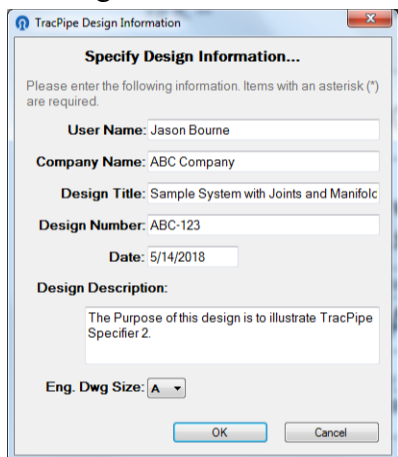 TracPipe Design Information
Specify Design Information...
Please enter the following information. Items with an asterisk (*)
are required.
User Name: Jason Bourne
Company Name: ABC Company
Design Title: Sample System with Joints and Manifolc
Design Number: ABC-123
Date: 5/14/2018
Design Description:
The Purpose of this design is to illustrate TracPipe
Specifier 2.
Eng. Dwg Size: A
OK Cancel